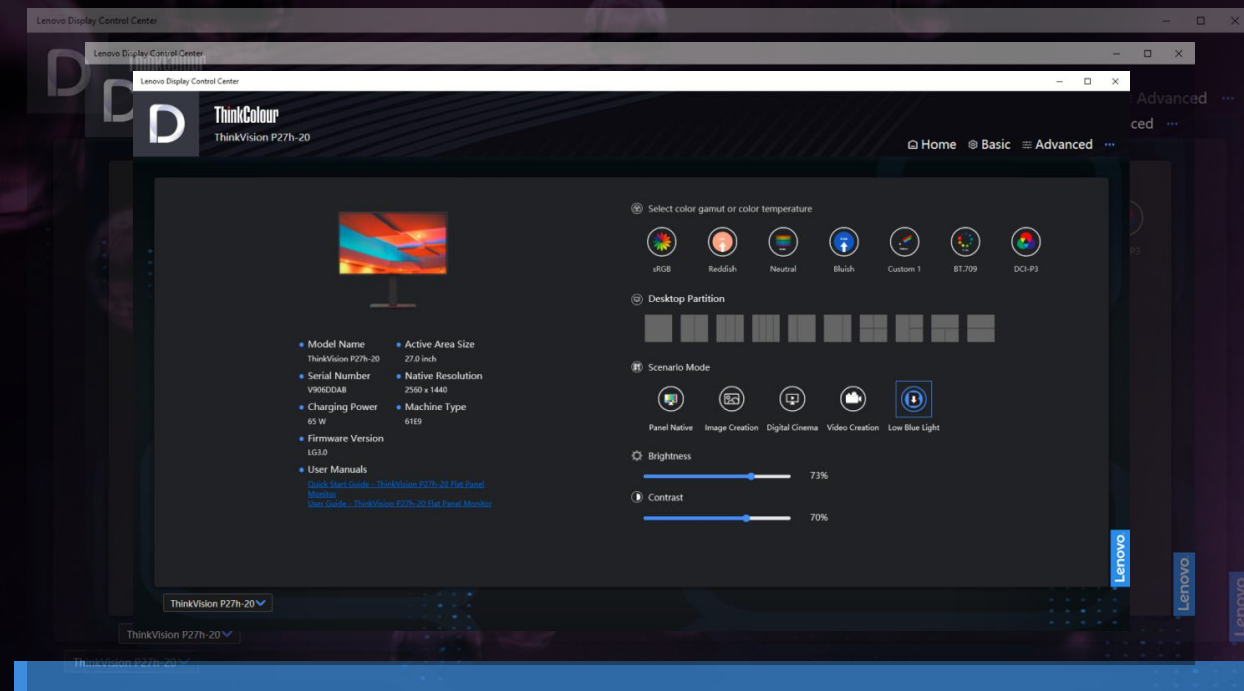 Lenovo Display Control Center
Lenovo Display Control Center
Lenovo Display Control Center
D
ThinkColour
ThinkVision P27h-20
Home Basic Advanced ...
Advanced ...
ced ...
Select color gamut or color temperature
sRGB Reddish Neutral Bluish Custom 1 BT.709 DCI-P3
P3
Desktop Partition
Model Name Active Area Size
ThinkVision P27h-20 27.0 inch
Serial Number Native Resolution
V906DDAB 2560 x 1440
Charging Power Machine Type
65 W 61E9
Firmware Version
LG3.0
User Manuals
Quick Start Guide - ThinkVision P27h-20 Flat Panel
Monitor
User Guide - ThinkVision P27h-20 Flat Panel Monitor
Scenario Mode
Panel Native Image Creation Digital Cinema Video Creation Low Blue Light
Brightness
73%
Contrast
70%
Lenovo
Lenovo
Lenovo
ThinkVision P27h-20
ThinkVision P27h-20
ThinkVision P27h-20